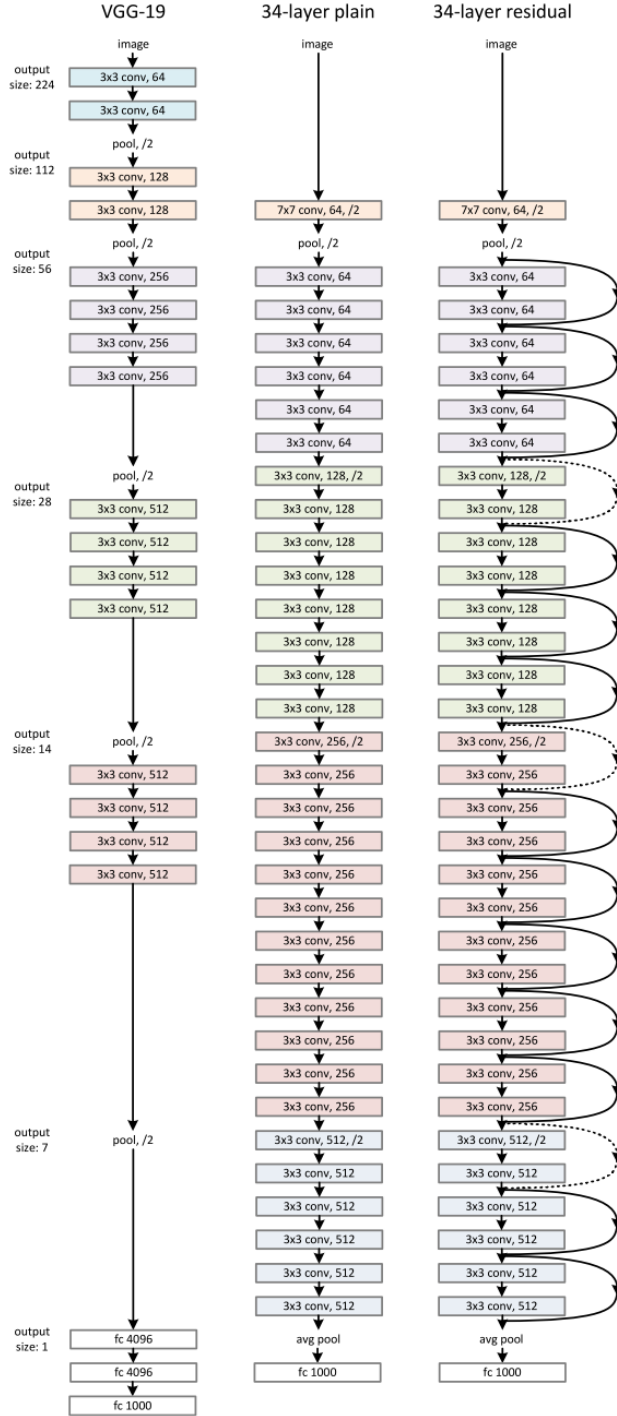 VGG-19
34-layer plain
34-layer residual
output
size: 224
output
size: 112
output
size: 56
output
size: 28
output
size: 14
output
size: 7
output
size: 1
image
3x3 conv, 64
3x3 conv, 64
pool, /2
3x3 conv, 128
3x3 conv, 128
pool, /2
3x3 conv, 256
3x3 conv, 256
3x3 conv, 256
3x3 conv, 256
pool, /2
3x3 conv, 512
3x3 conv, 512
3x3 conv, 512
3x3 conv, 512
pool, /2
3x3 conv, 512
3x3 conv, 512
3x3 conv, 512
3x3 conv, 512
pool, /2
fc 4096
fc 4096
fc 1000
image
7x7 conv, 64, /2
pool, /2
3x3 conv, 64
3x3 conv, 64
3x3 conv, 64
3x3 conv, 64
3x3 conv, 64
3x3 conv, 64
3x3 conv, 128, /2
3x3 conv, 128
3x3 conv, 128
3x3 conv, 128
3x3 conv, 128
3x3 conv, 128
3x3 conv, 128
3x3 conv, 128
3x3 conv, 256, /2
3x3 conv, 256
3x3 conv, 256
3x3 conv, 256
3x3 conv, 256
3x3 conv, 256
3x3 conv, 256
3x3 conv, 256
3x3 conv, 256
3x3 conv, 256
3x3 conv, 256
3x3 conv, 256
3x3 conv, 512, /2
3x3 conv, 512
3x3 conv, 512
3x3 conv, 512
3x3 conv, 512
3x3 conv, 512
avg pool
fc 1000
image
7x7 conv, 64, /2
pool, /2
3x3 conv, 64
3x3 conv, 64
3x3 conv, 64
3x3 conv, 64
3x3 conv, 64
3x3 conv, 64
3x3 conv, 128, /2
3x3 conv, 128
3x3 conv, 128
3x3 conv, 128
3x3 conv, 128
3x3 conv, 128
3x3 conv, 128
3x3 conv, 128
3x3 conv, 256, /2
3x3 conv, 256
3x3 conv, 256
3x3 conv, 256
3x3 conv, 256
3x3 conv, 256
3x3 conv, 256
3x3 conv, 256
3x3 conv, 256
3x3 conv, 256
3x3 conv, 256
3x3 conv, 256
3x3 conv, 512, /2
3x3 conv, 512
3x3 conv, 512
3x3 conv, 512
3x3 conv, 512
3x3 conv, 512
avg pool
fc 1000